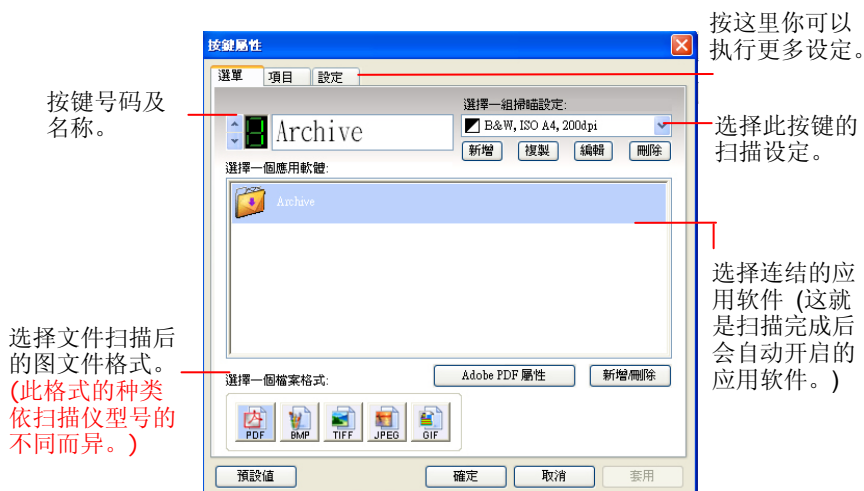 按这里你可以
执行更多设定。
按鍵屬性
選單 項目 設定
按键号码及
名称。
選擇一組掃瞄設定:
Archive
B&W, ISO A4, 200dpi
选择此按键的
扫描设定。
新增 複製 編輯 刪除
選擇一個應用軟體:
Archive
选择连结的应
用软件 (这就
是扫描完成后
会自动开启的
应用软件。)
选择文件扫描后
的图文件格式。
(此格式的种类
依扫描仪型号的
不同而异。)
選擇一個檔案格式:
Adobe PDF 屬性 新增/刪除
PDF BMP TIFF JPEG GIF
預設值 確定 取消 套用